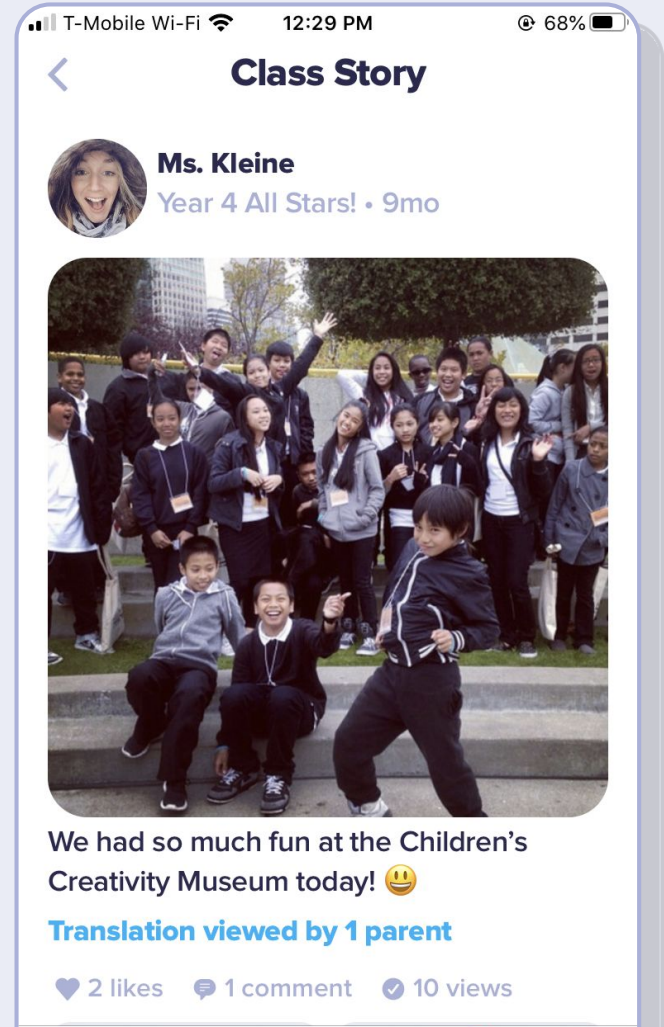 T-Mobile Wi-Fi 12:29 PM 68%
Class Story
Ms. Kleine
Year 4 All Stars! • 9mo
We had so much fun at the Children’s
Creativity Museum today! 😃
Translation viewed by 1 parent
2 likes 1 comment 10 views